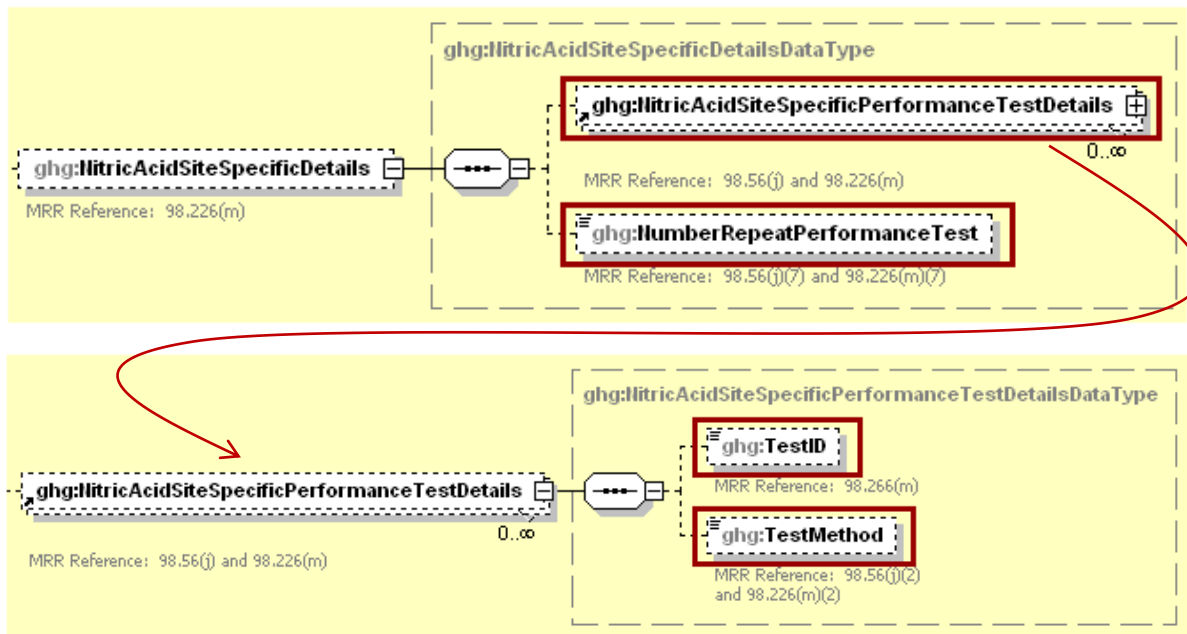 ghg:NitricAcidSiteSpecificDetailsDataType
ghg:NitricAcidSiteSpecificPerformanceTestDetails
0..∞
ghg:NitricAcidSiteSpecificDetails
MRR Reference: 98.56(j) and 98.226(m)
MRR Reference: 98.226(m)
ghg:NumberRepeatPerformanceTest
MRR Reference: 98.56(j)(7) and 98.226(m)(7)
ghg:NitricAcidSiteSpecificPerformanceTestDetailsDataType
ghg:TestID
MRR Reference: 98.266(m)
ghg:NitricAcidSiteSpecificPerformanceTestDetails
0..∞
ghg:TestMethod
MRR Reference: 98.56(j) and 98.226(m)
MRR Reference: 98.56(j)(2)
and 98.226(m)(2)